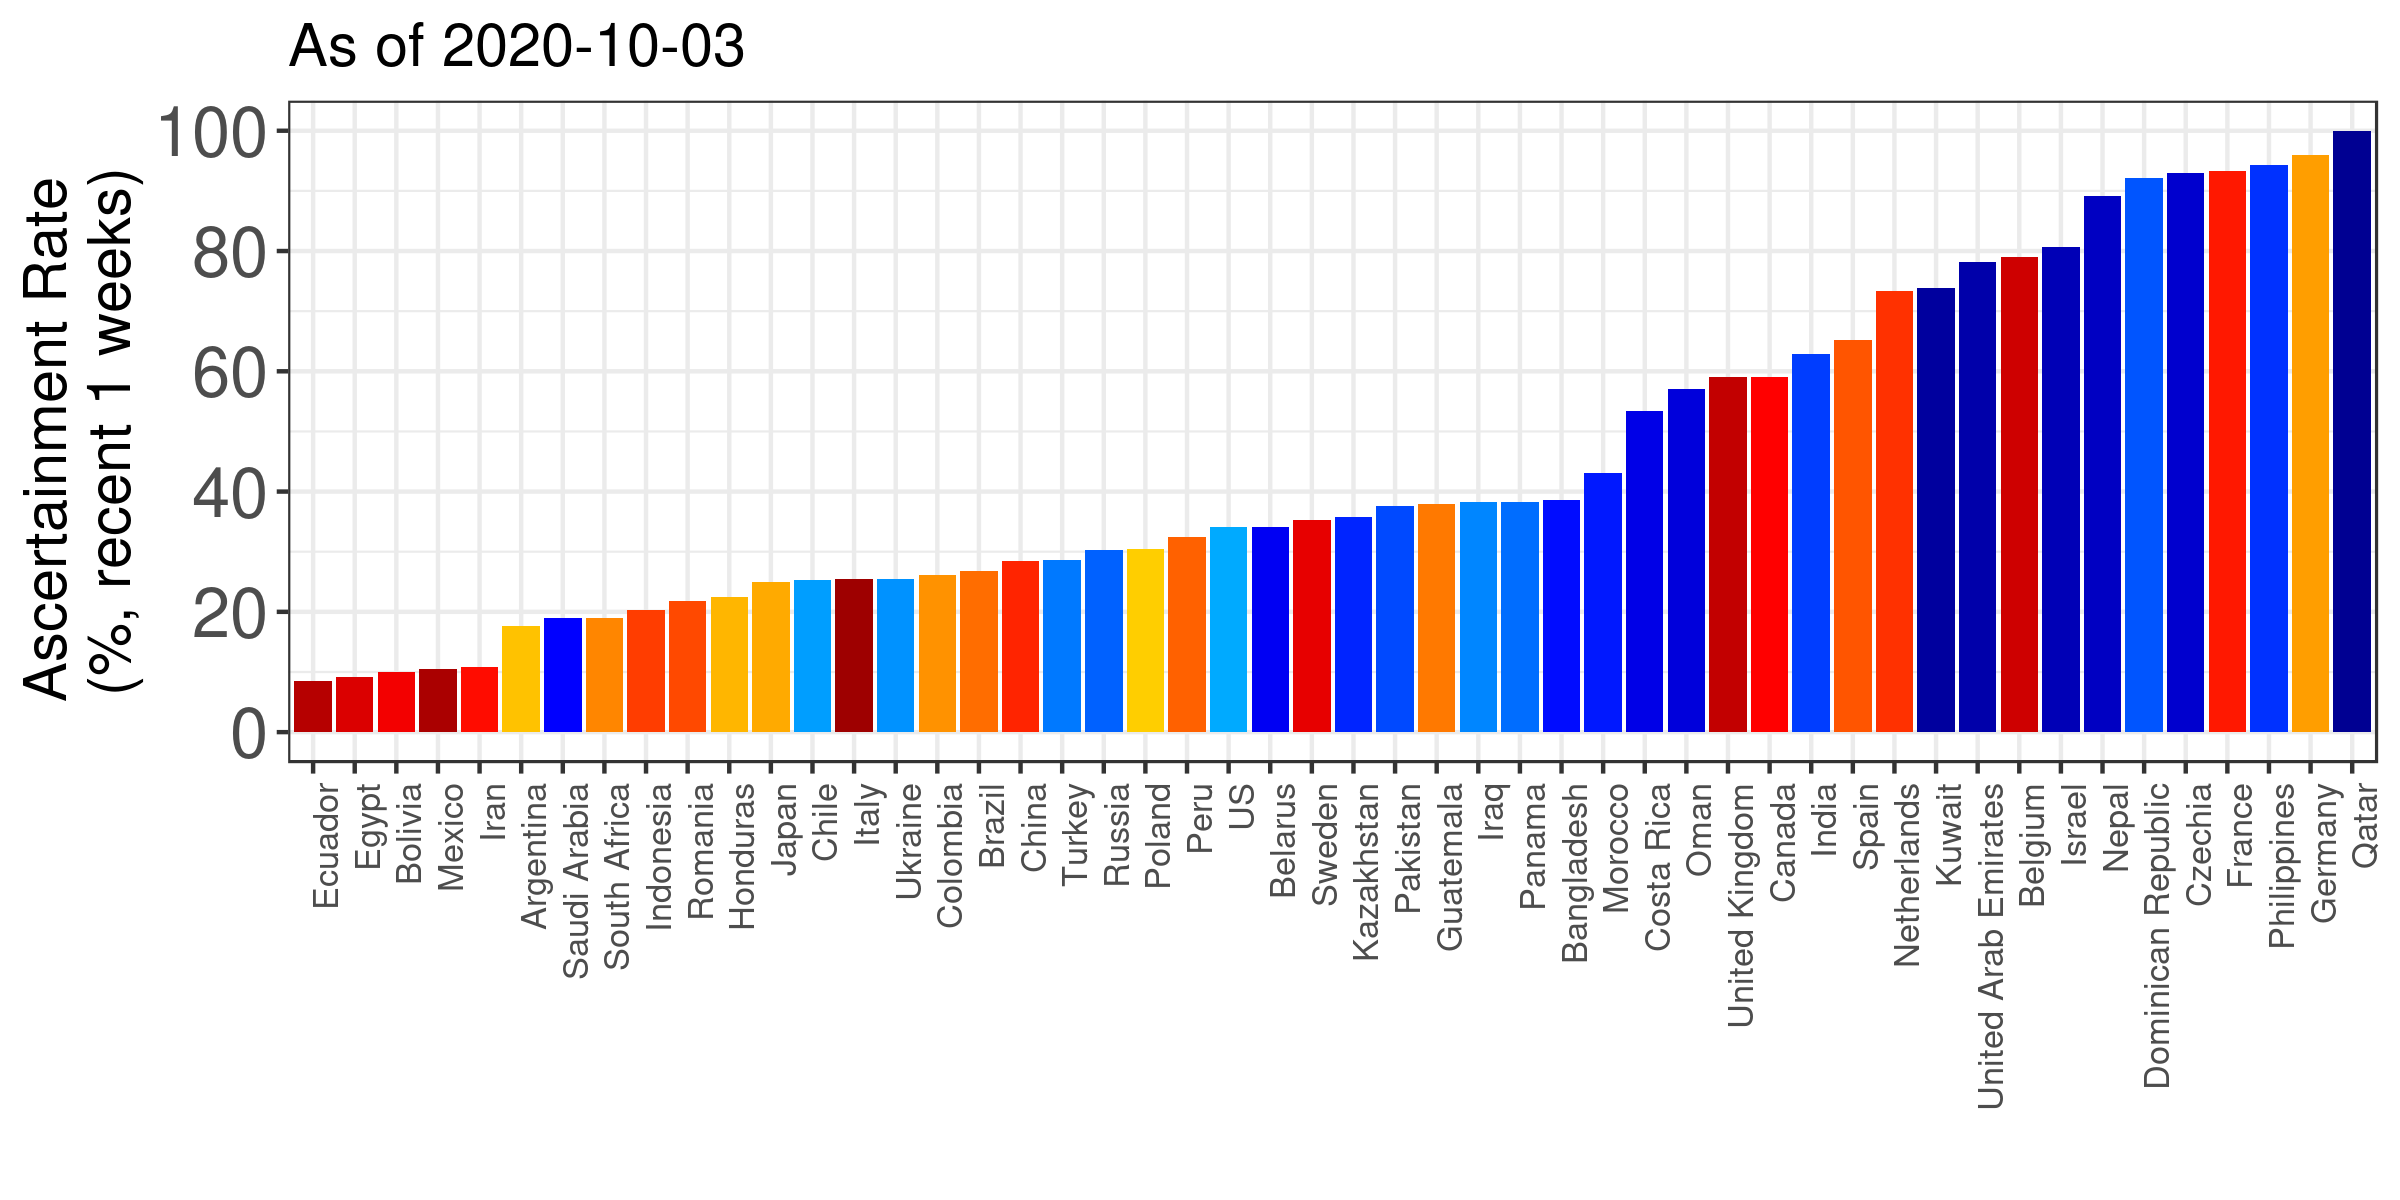 As of 2020-10-03
Ascertainment Rate
(%, recent 1 weeks)
100
80
60
40
20
0
Ecuador
Egypt
Bolivia
Mexico
Iran
Argentina
Saudi Arabia
South Africa
Indonesia
Romania
Honduras
Japan
Chile
Italy
Ukraine
Colombia
Brazil
China
Turkey
Russia
Poland
Peru
US
Belarus
Sweden
Kazakhstan
Pakistan
Guatemala
Iraq
Panama
Bangladesh
Morocco
Costa Rica
Oman
United Kingdom
Canada
India
Spain
Netherlands
Kuwait
United Arab Emirates
Belgium
Israel
Nepal
Dominican Republic
Czechia
France
Philippines
Germany
Qatar